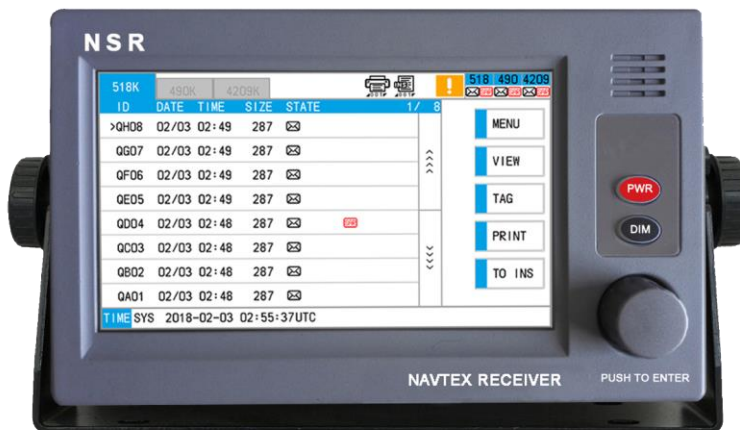 NSR
518K 490K 4209K ! 518 490 4209
ID DATE TIME SIZE STATE 1/ 8
>QH08 02/03 02:49 287
QG07 02/03 02:49 287
QF06 02/03 02:49 287
QE05 02/03 02:49 287
QD04 02/03 02:48 287
QC03 02/03 02:48 287
QB02 02/03 02:48 287
QA01 02/03 02:48 287
MENU
VIEW
TAG
PRINT
TO INS
TIME SYS 2018-02-03 02:55:37UTC
PWR
DIM
NAVTEX RECEIVER
PUSH TO ENTER